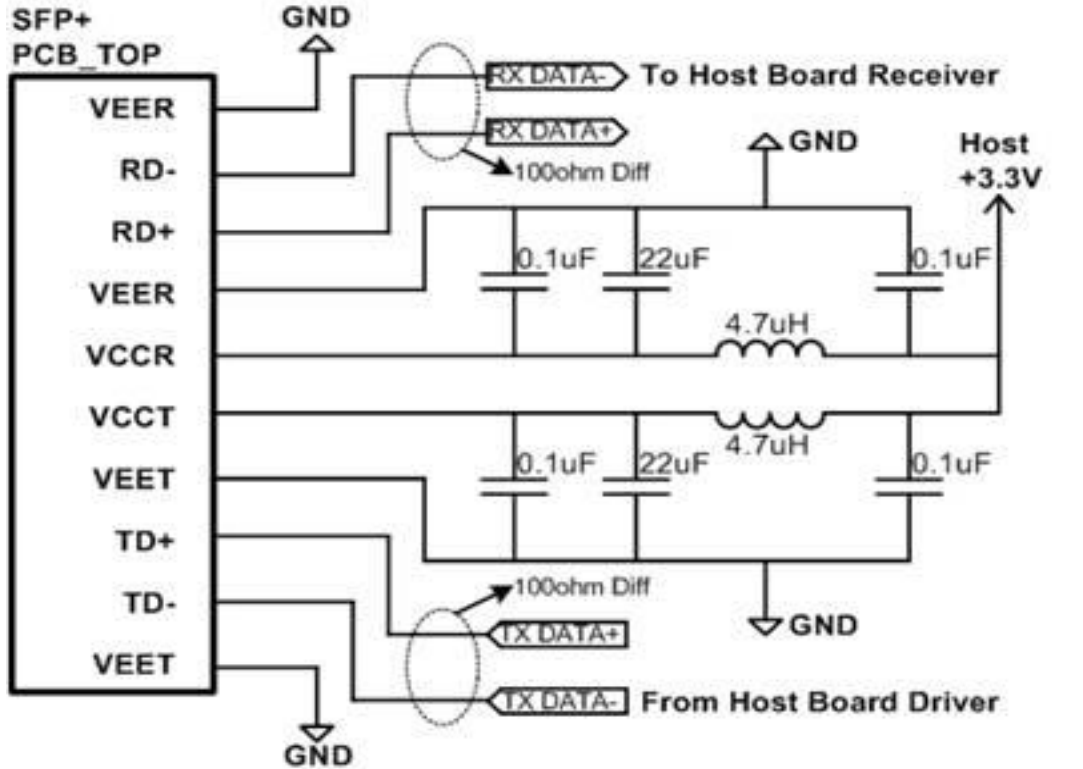 SFP+
PCB_TOP
GND
VEER
RX DATA- To Host Board Receiver
RX DATA+
GND
Host
+3.3V
RD-
100ohm Diff
RD+
0.1uF 22uF 0.1uF
VEER
4.7uH
VCCR
VCCT
4.7uH
0.1uF 22uF 0.1uF
VEET
TD+
100ohm Diff
TD-
TX DATA+
GND
VEET
TX DATA- From Host Board Driver
GND